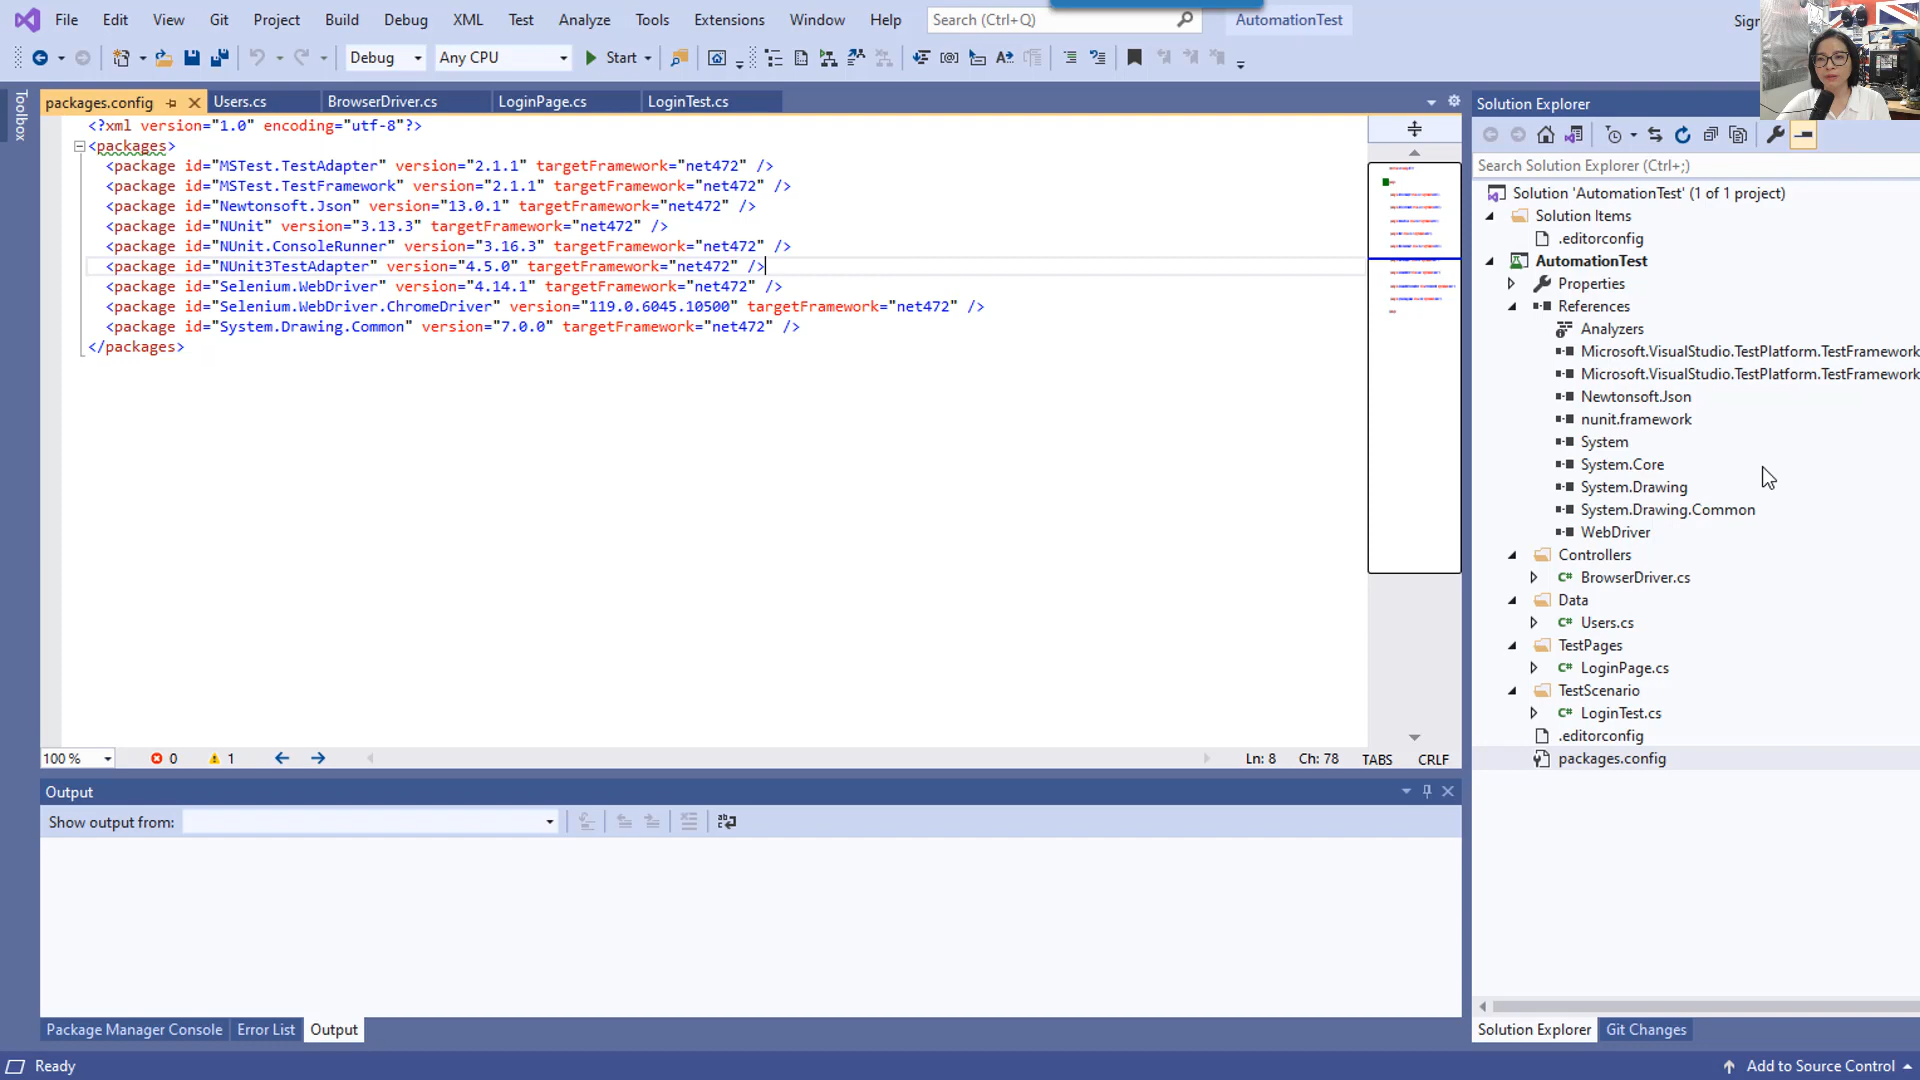 File Edit View Git Project Build Debug XML Test Analyze Tools Extensions Window Help Search (Ctrl+Q) AutomationTest
Debug Any CPU Start
Toolbox
packages.config Users.cs BrowserDriver.cs LoginPage.cs LoginTest.cs
<?xml version="1.0" encoding="utf-8"?>
<packages>
<package id="MSTest.TestAdapter" version="2.1.1" targetFramework="net472" />
<package id="MSTest.TestFramework" version="2.1.1" targetFramework="net472" />
<package id="Newtonsoft.Json" version="13.0.1" targetFramework="net472" />
<package id="NUnit" version="3.13.3" targetFramework="net472" />
<package id="NUnit.ConsoleRunner" version="3.16.3" targetFramework="net472" />
<package id="NUnit3TestAdapter" version="4.5.0" targetFramework="net472" />
<package id="Selenium.WebDriver" version="4.14.1" targetFramework="net472" />
<package id="Selenium.WebDriver.ChromeDriver" version="119.0.6045.10500" targetFramework="net472" />
<package id="System.Drawing.Common" version="7.0.0" targetFramework="net472" />
</packages>
100 % 0 1 Ln: 8 Ch: 78 TABS CRLF
Output
Show output from:
Package Manager Console Error List Output
Solution Explorer
Search Solution Explorer (Ctrl+;)
Solution 'AutomationTest' (1 of 1 project)
Solution Items
.editorconfig
AutomationTest
Properties
References
Analyzers
Microsoft.VisualStudio.TestPlatform.TestFramework
Microsoft.VisualStudio.TestPlatform.TestFramework
Newtonsoft.Json
nunit.framework
System
System.Core
System.Drawing
System.Drawing.Common
WebDriver
Controllers
C# BrowserDriver.cs
Data
C# Users.cs
TestPages
C# LoginPage.cs
TestScenario
C# LoginTest.cs
.editorconfig
packages.config
Solution Explorer Git Changes
Ready Add to Source Control